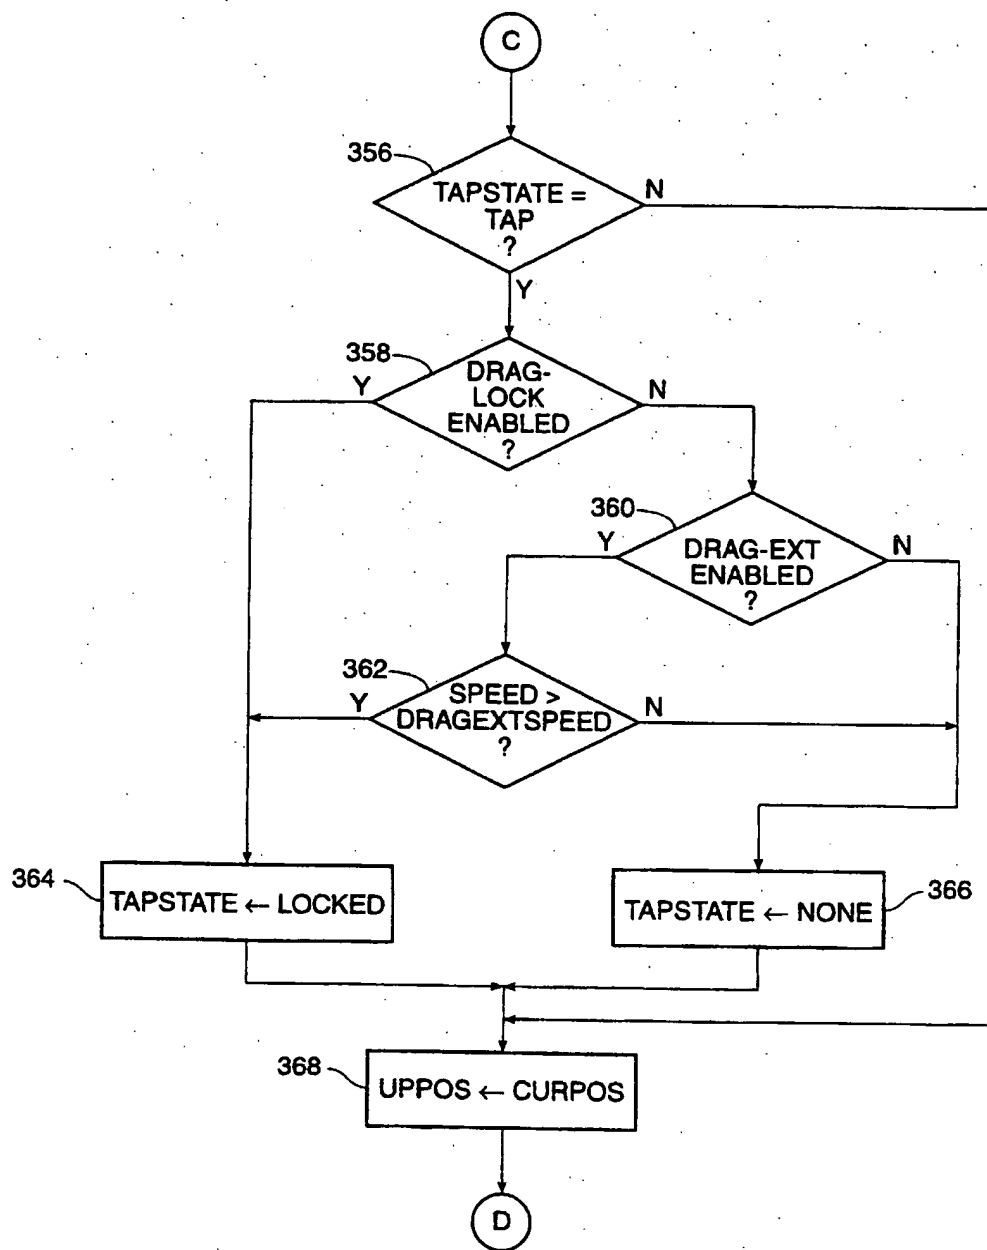 C
356
TAPSTATE =
TAP
?
N
Y
358
DRAG-
LOCK
ENABLED
?
Y
N
360
DRAG-EXT
ENABLED
?
Y
N
362
SPEED >
DRAGEXTSPEED
?
Y
N
364
TAPSTATE ← LOCKED
TAPSTATE ← NONE
366
368
UPPOS ← CURPOS
D